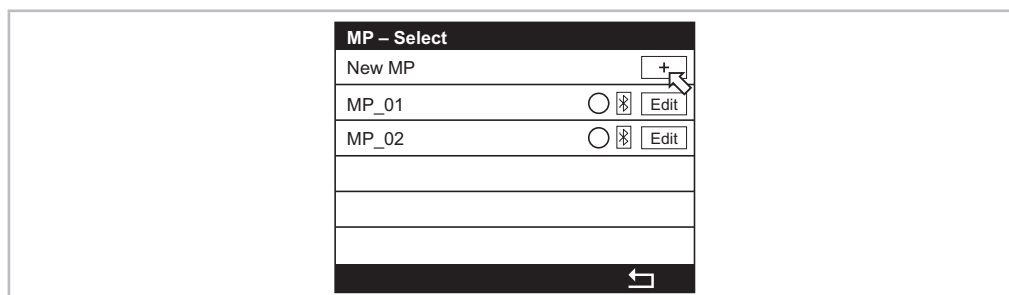 MP – Select
New MP +
MP_01 Edit
MP_02 Edit